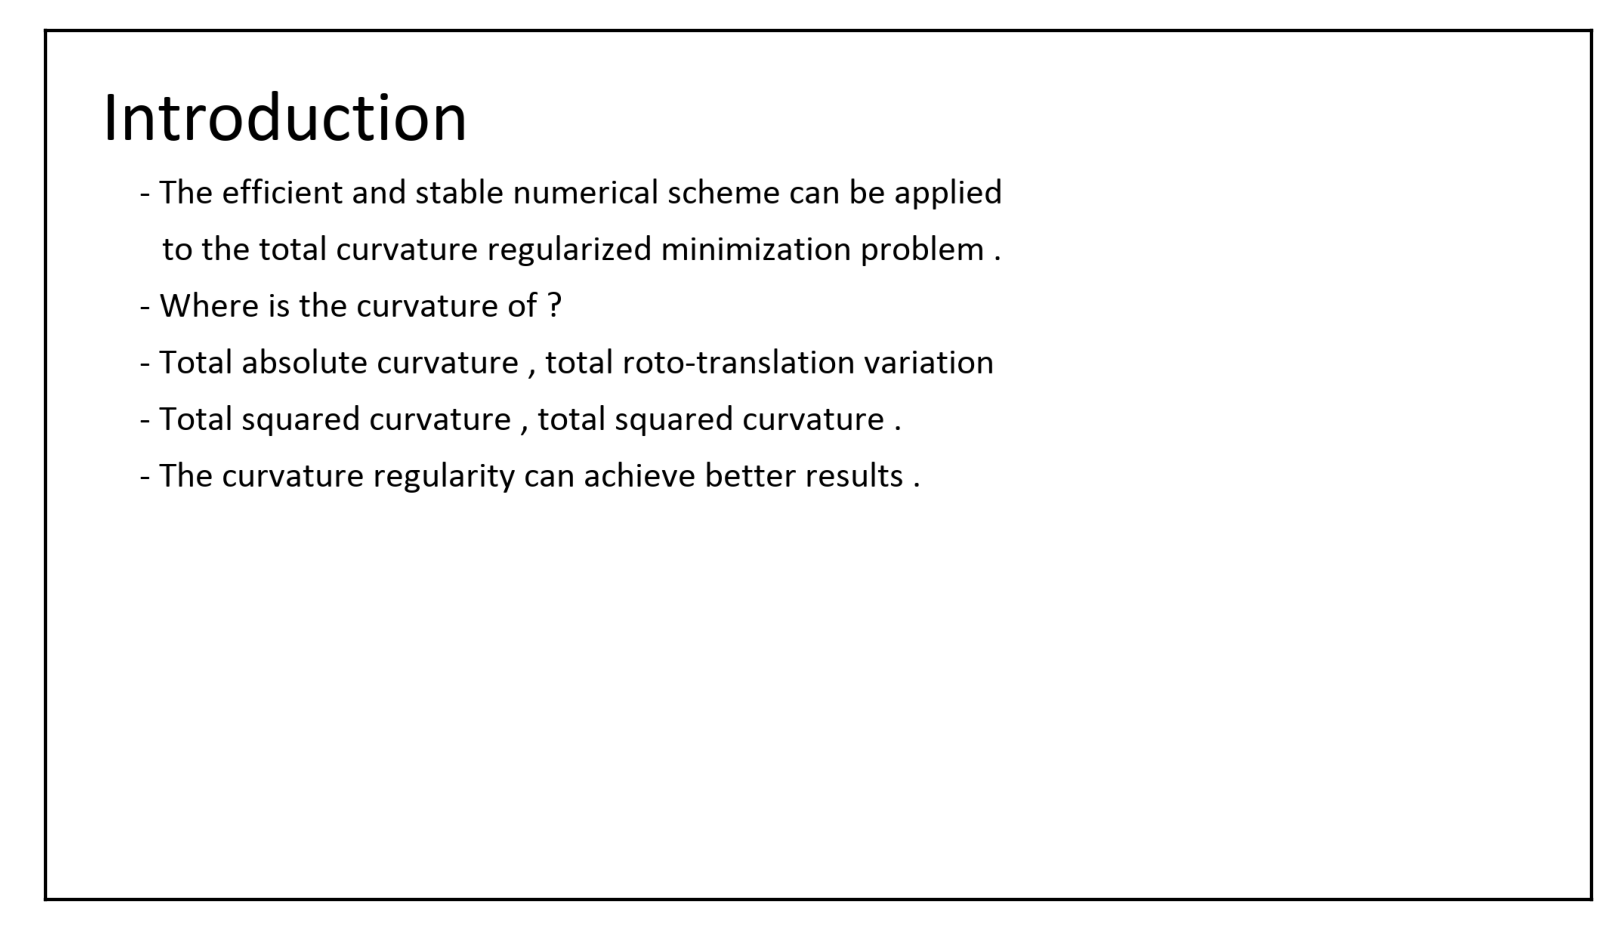 Introduction
- The efficient and stable numerical scheme can be applied
to the total curvature regularized minimization problem .
- Where is the curvature of ?
- Total absolute curvature , total roto-translation variation
- Total squared curvature , total squared curvature .
- The curvature regularity can achieve better results .